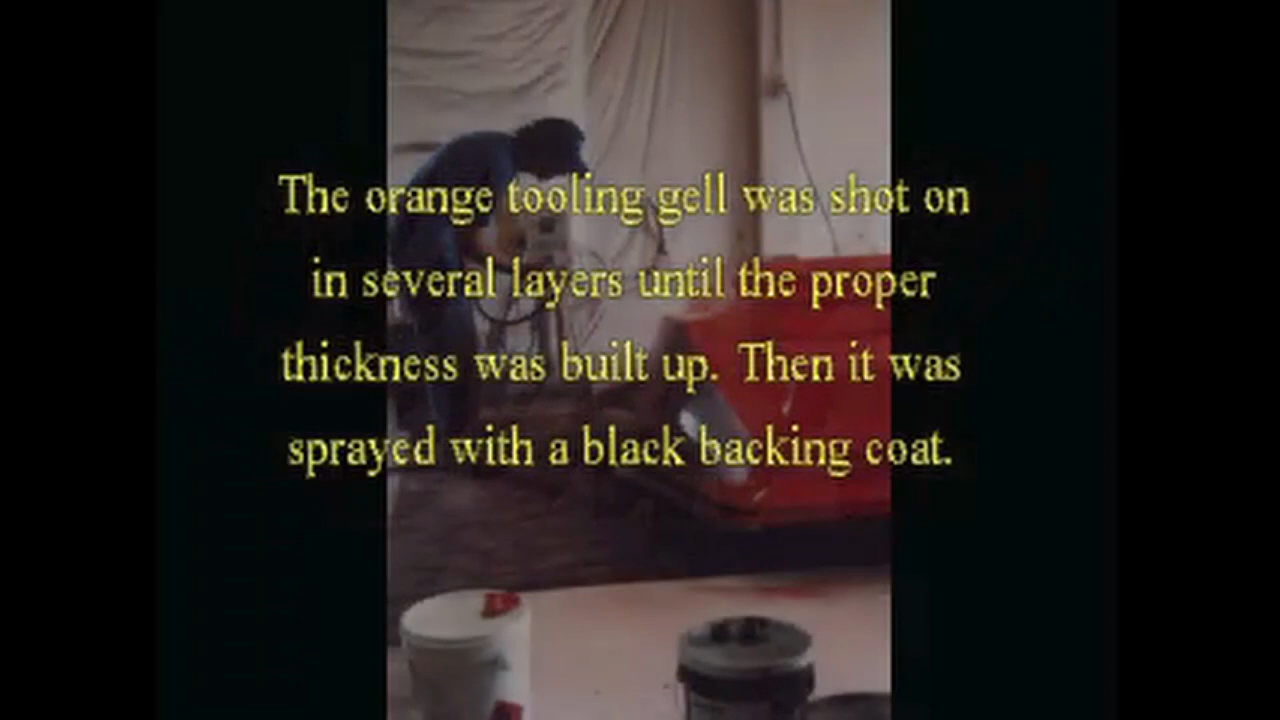 The orange tooling gell was shot on
in several layers until the proper
thickness was built up. Then it was
sprayed with a black backing coat.